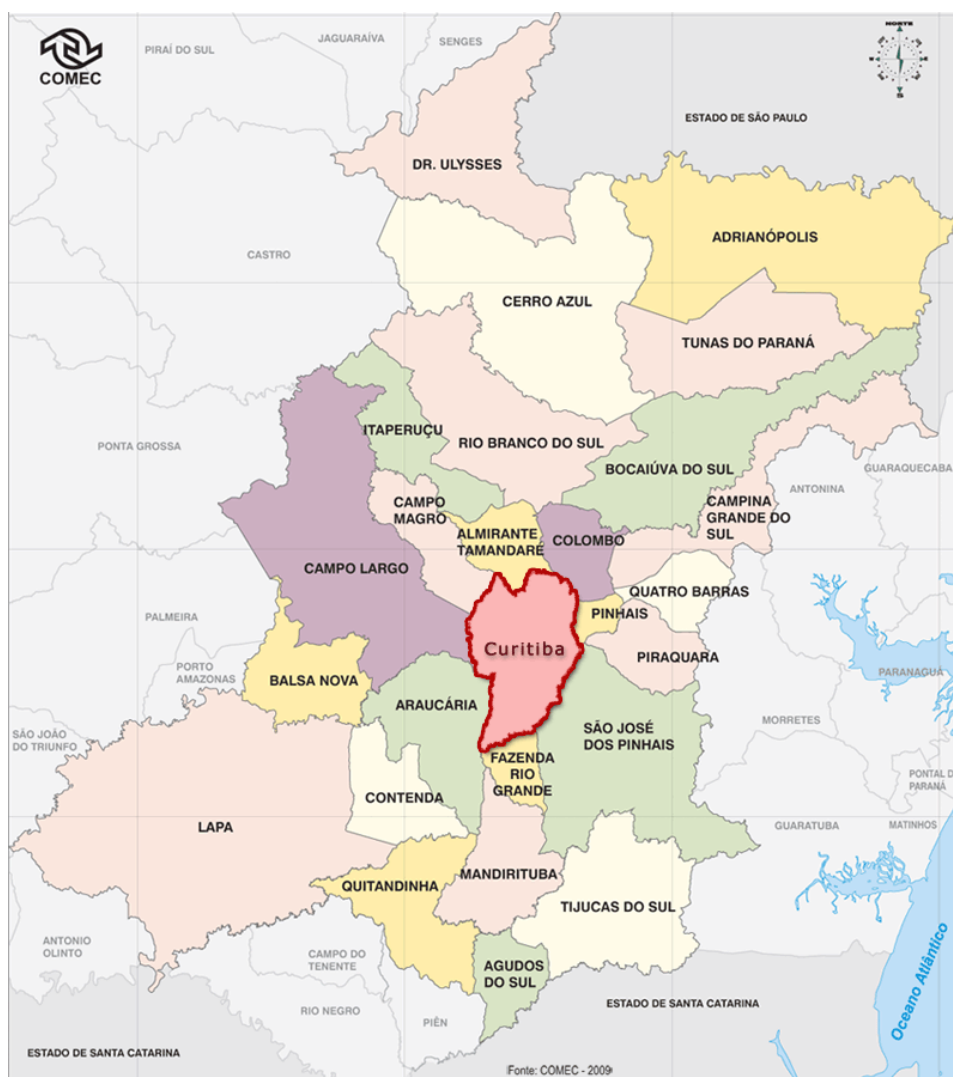 COMEC
PIRAÍ DO SUL
JAGUARAÍVA
SENGES
NORTE
W
E
S
ESTADO DE SÃO PAULO
DR. ULYSSES
ADRIANÓPOLIS
CASTRO
CERRO AZUL
TUNAS DO PARANÁ
ITAPERUÇU
RIO BRANCO DO SUL
PONTA GROSSA
BOCAIÚVA DO SUL
GUARAQUEÇABA
ANTONINA
CAMPO
MAGRO
CAMPINA
GRANDE DO
SUL
ALMIRANTE
TAMANDARÉ
COLOMBO
CAMPO LARGO
QUATRO BARRAS
PINHAIS
PALMEIRA
Curitiba
PIRAQUARA
PORTO
AMAZONAS
BALSA NOVA
PARANAGUÁ
ARAUCÁRIA
SÃO JOSÉ
DOS PINHAIS
MORRETES
SÃO JOÃO
DO TRIUNFO
FAZENDA
RIO
GRANDE
PONTAL DO
PARANÁ
CONTENDA
LAPA
GUARATUBA
MATINHOS
MANDIRITUBA
QUITANDINHA
TIJUCAS DO SUL
ANTONIO
OLINTO
CAMPO DO
TENENTE
AGUDOS
DO SUL
Oceano Atlântico
RIO NEGRO
PIÊN
ESTADO DE SANTA CATARINA
ESTADO DE SANTA CATARINA
Fonte: COMEC - 2009